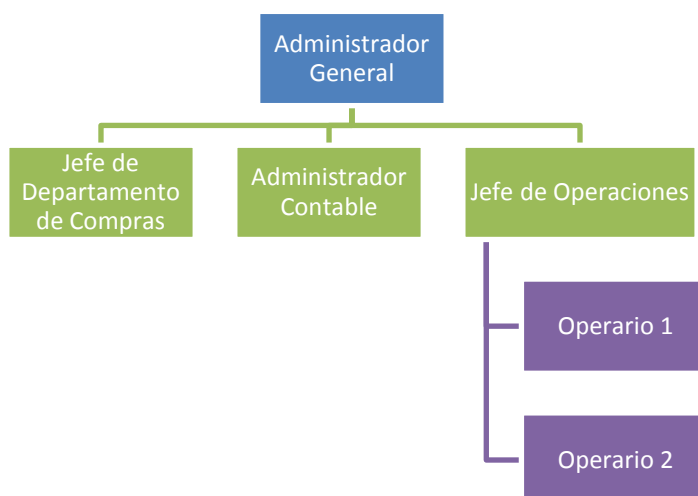 Administrador
General
Jefe de
Departamento
de Compras
Administrador
Contable
Jefe de Operaciones
Operario 1
Operario 2